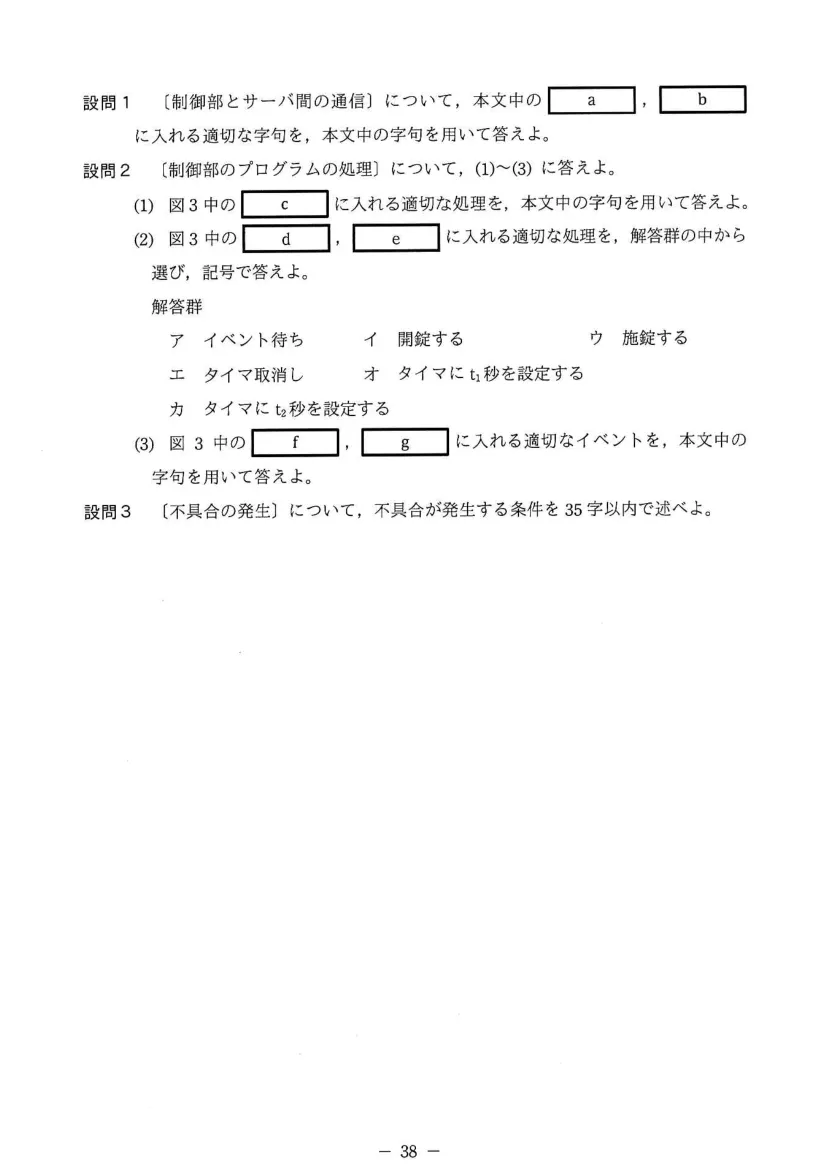 設問1 〔制御部とサーバ間の通信〕について，本文中の a ， b
に入れる適切な字句を，本文中の字句を用いて答えよ。
設問2 〔制御部のプログラムの処理〕について，(1)～(3) に答えよ。
(1) 図3中の c に入れる適切な処理を，本文中の字句を用いて答えよ。
(2) 図3中の d ， e に入れる適切な処理を，解答群の中から
選び，記号で答えよ。
解答群
ア イベント待ち イ 開錠する ウ 施錠する
エ タイマ取消し オ タイマに t₁秒を設定する
カ タイマに t₂秒を設定する
(3) 図 3 中の f ， g に入れる適切なイベントを，本文中の
字句を用いて答えよ。
設問3 〔不具合の発生〕について，不具合が発生する条件を 35 字以内で述べよ。
－ 38 －